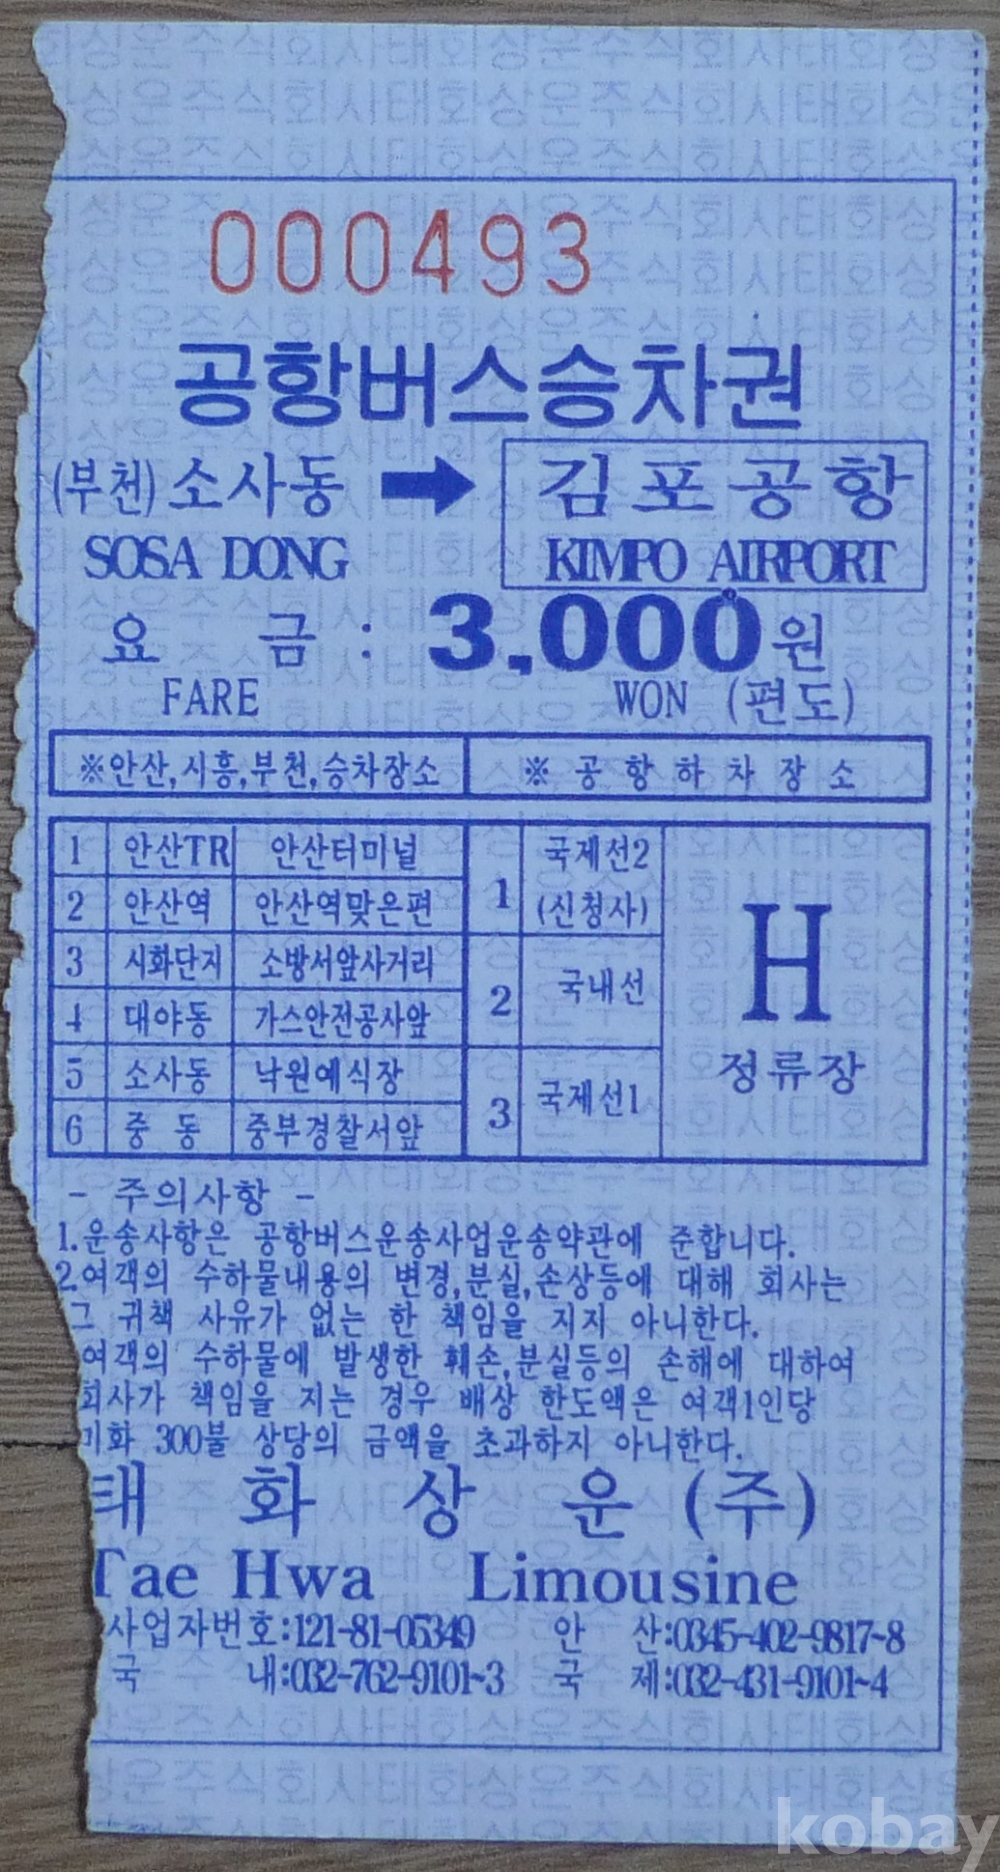 000493
공항버스승차권
(부천) 소사동 → 김포공항
SOSA DONG KIMPO AIRPORT
요 금 : 3,000원
FARE WON (편도)
※안산,시흥,부천,승차장소 ※ 공 항 하 차 장 소
1 안산TR 안산터미널
2 안산역 안산역맞은편
3 시화단지 소방서앞사거리
4 대야동 가스안전공사앞
5 소사동 낙원예식장
6 중 동 중부경찰서앞
1 국제선2
(신청사)
2 국내선
3 국제선1
H
정류장
- 주의사항 -
1.운송사항은 공항버스운송사업운송약관에 준합니다.
2.여객의 수하물내용의 변경,분실,손상등에 대해 회사는
그 귀책 사유가 없는 한 책임을 지지 아니한다.
여객의 수하물에 발생한 훼손,분실등의 손해에 대하여
회사가 책임을 지는 경우 배상 한도액은 여객1인당
미화 300불 상당의 금액을 초과하지 아니한다.
태 화 상 운 (주)
Tae Hwa Limousine
사업자번호:121-81-05349 안 산:0345-402-9817~8
국 내:032-762-9101~3 국 제:032-431-9101~4
kobay